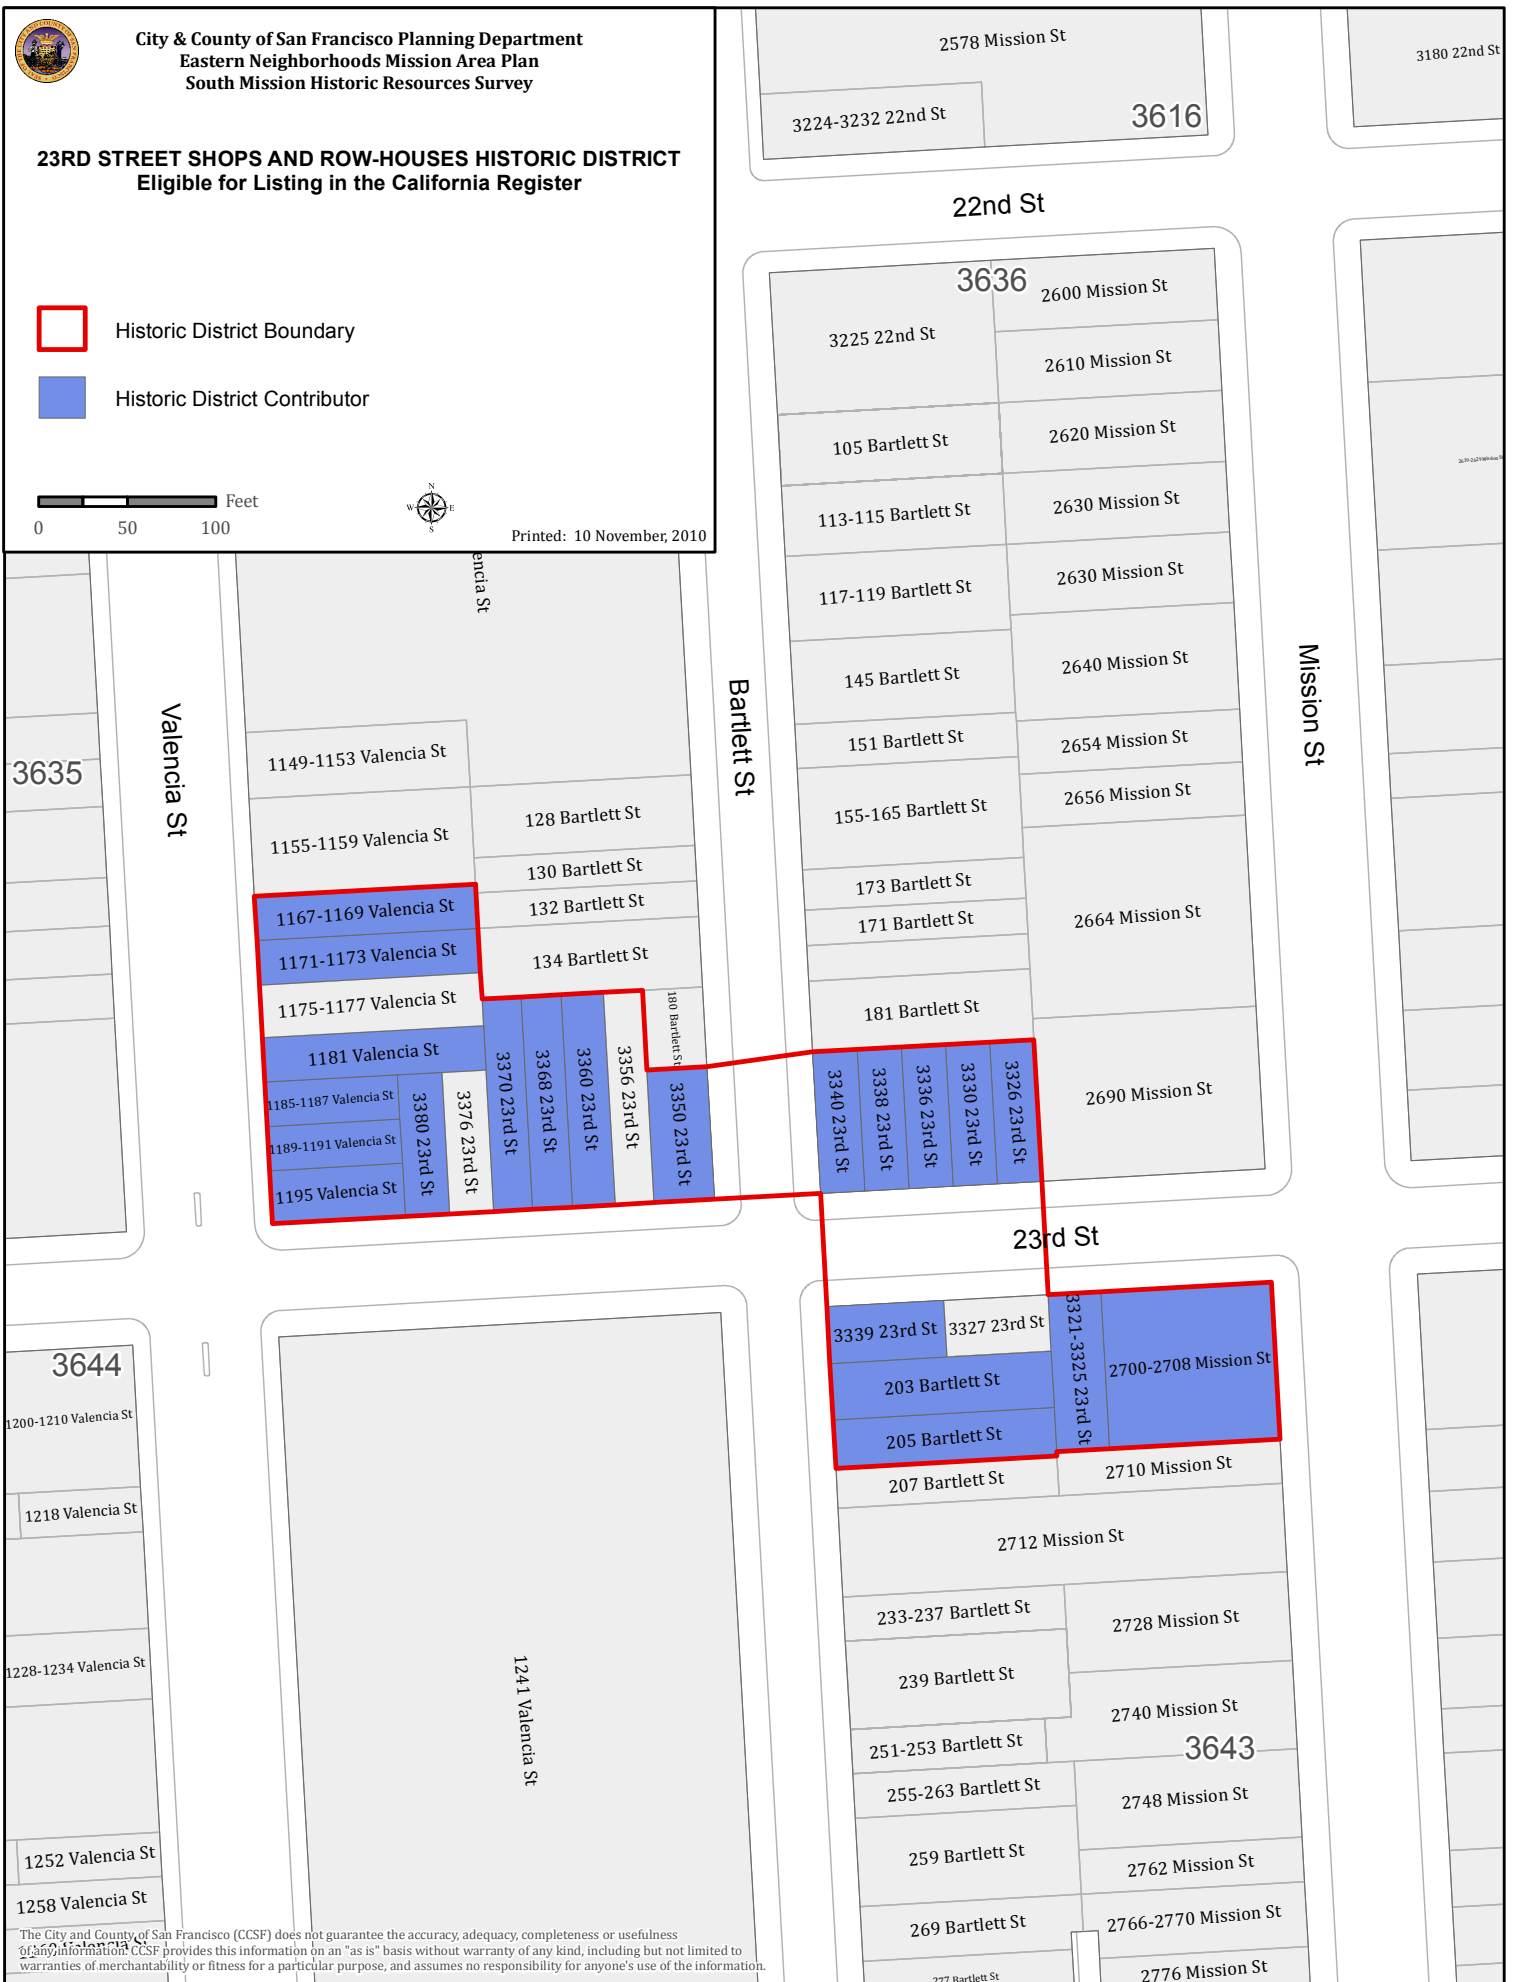 City & County of San Francisco Planning Department
Eastern Neighborhoods Mission Area Plan
South Mission Historic Resources Survey
23RD STREET SHOPS AND ROW-HOUSES HISTORIC DISTRICT
Eligible for Listing in the California Register
Historic District Boundary
Historic District Contributor
Feet
0 50 100
N
W E
S
Printed: 10 November, 2010
2578 Mission St
3180 22nd St
3224-3232 22nd St
3616
22nd St
3636
2600 Mission St
3225 22nd St
2610 Mission St
105 Bartlett St
2620 Mission St
113-115 Bartlett St
2630 Mission St
117-119 Bartlett St
2630 Mission St
encia St
145 Bartlett St
2640 Mission St
Mission St
Bartlett St
Valencia St
151 Bartlett St
2654 Mission St
1149-1153 Valencia St
3635
155-165 Bartlett St
2656 Mission St
128 Bartlett St
1155-1159 Valencia St
130 Bartlett St
173 Bartlett St
132 Bartlett St
1167-1169 Valencia St
171 Bartlett St
2664 Mission St
1171-1173 Valencia St
134 Bartlett St
1175-1177 Valencia St
180 Bartlett St
181 Bartlett St
1181 Valencia St
3370 23rd St
3368 23rd St
3360 23rd St
3356 23rd St
3350 23rd St
3340 23rd St
3338 23rd St
3336 23rd St
3330 23rd St
3326 23rd St
2690 Mission St
1185-1187 Valencia St
3380 23rd St
3376 23rd St
1189-1191 Valencia St
1195 Valencia St
23rd St
3339 23rd St
3327 23rd St
3321-3325 23rd St
2700-2708 Mission St
3644
203 Bartlett St
1200-1210 Valencia St
205 Bartlett St
207 Bartlett St
2710 Mission St
1218 Valencia St
2712 Mission St
233-237 Bartlett St
2728 Mission St
1228-1234 Valencia St
239 Bartlett St
1241 Valencia St
2740 Mission St
251-253 Bartlett St
3643
255-263 Bartlett St
2748 Mission St
1252 Valencia St
259 Bartlett St
2762 Mission St
1258 Valencia St
269 Bartlett St
2766-2770 Mission St
277 Bartlett St
2776 Mission St
The City and County of San Francisco (CCSF) does not guarantee the accuracy, adequacy, completeness or usefulness
of any information. CCSF provides this information on an "as is" basis without warranty of any kind, including but not limited to
warranties of merchantability or fitness for a particular purpose, and assumes no responsibility for anyone's use of the information.